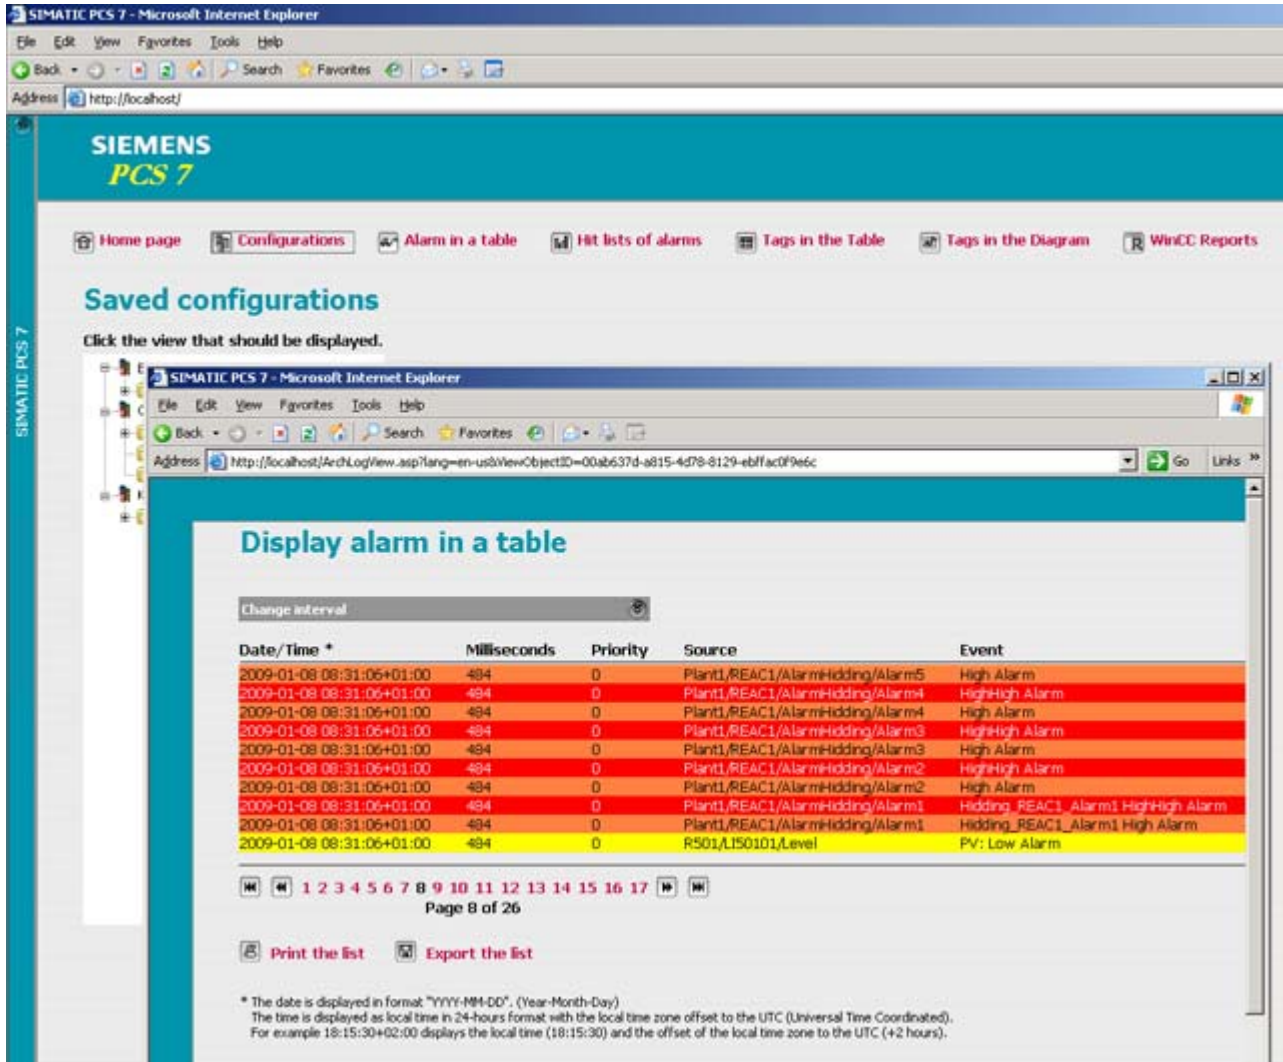 SIMATIC PCS 7 - Microsoft Internet Explorer
File Edit View Favorites Tools Help
Back Search Favorites
Address http://localhost/
SIEMENS
PCS 7
Home page Configurations Alarm in a table Hit lists of alarms Tags in the Table Tags in the Diagram WinCC Reports
Saved configurations
Click the view that should be displayed.
SIMATIC PCS 7
SIMATIC PCS 7 - Microsoft Internet Explorer
File Edit View Favorites Tools Help
Back Search Favorites
Address http://localhost/ArchLogView.asp?lang=en-us&ViewObjectID=00ab637d-a815-4d78-8129-ebffac0f9e6c Go Links »
Display alarm in a table
Change interval
Date/Time * Milliseconds Priority Source Event
2009-01-08 08:31:06+01:00 484 0 Plant1/REAC1/AlarmHidding/Alarm5 High Alarm
2009-01-08 08:31:06+01:00 484 0 Plant1/REAC1/AlarmHidding/Alarm4 HighHigh Alarm
2009-01-08 08:31:06+01:00 484 0 Plant1/REAC1/AlarmHidding/Alarm4 High Alarm
2009-01-08 08:31:06+01:00 484 0 Plant1/REAC1/AlarmHidding/Alarm3 HighHigh Alarm
2009-01-08 08:31:06+01:00 484 0 Plant1/REAC1/AlarmHidding/Alarm3 High Alarm
2009-01-08 08:31:06+01:00 484 0 Plant1/REAC1/AlarmHidding/Alarm2 HighHigh Alarm
2009-01-08 08:31:06+01:00 484 0 Plant1/REAC1/AlarmHidding/Alarm2 High Alarm
2009-01-08 08:31:06+01:00 484 0 Plant1/REAC1/AlarmHidding/Alarm1 Hidding_REAC1_Alarm1 HighHigh Alarm
2009-01-08 08:31:06+01:00 484 0 Plant1/REAC1/AlarmHidding/Alarm1 Hidding_REAC1_Alarm1 High Alarm
2009-01-08 08:31:06+01:00 484 0 R501/LI50101/Level PV: Low Alarm
1 2 3 4 5 6 7 8 9 10 11 12 13 14 15 16 17
Page 8 of 26
Print the list Export the list
* The date is displayed in format "YYYY-MM-DD". (Year-Month-Day)
The time is displayed as local time in 24-hours format with the local time zone offset to the UTC (Universal Time Coordinated).
For example 18:15:30+02:00 displays the local time (18:15:30) and the offset of the local time zone to the UTC (+2 hours).